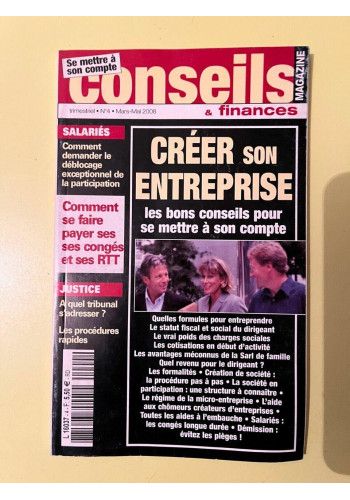 Se mettre à
son compte
conseils
MAGAZINE
& finances
trimestriel • N°4 • Mars-Mai 2006
SALARIÉS
Comment
demander le
déblocage
exceptionnel de
la participation
Comment
se faire
payer ses
ses congés
et ses RTT
JUSTICE
A quel tribunal
s'adresser ?
Les procédures
rapides
CRÉER SON
ENTREPRISE
les bons conseils pour
se mettre à son compte
Quelles formules pour entreprendre
Le statut fiscal et social du dirigeant
Le vrai poids des charges sociales
Les cotisations en début d'activité
Les avantages méconnus de la Sarl de famille
Quel revenu pour le dirigeant ?
Les formalités • Création de société :
la procédure pas à pas • La société en
participation : une structure à connaître •
Le régime de la micro-entreprise • L'aide
aux chômeurs créateurs d'entreprises •
Toutes les aides à l'embauche • Salariés :
les congés longue durée • Démission :
évitez les pièges !
L 16037 - 4 - F: 5,50 € - RD